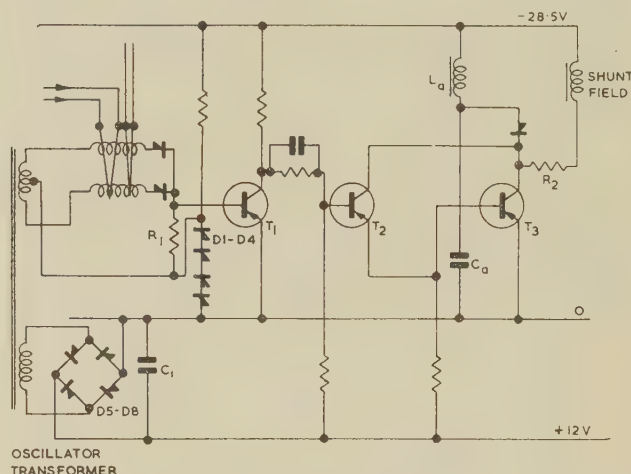 -28·5V
Lₐ
SHUNT
FIELD
R₂
T₁
T₂
T₃
R₁
D1-D4
Cₐ
O
C₁
D5-D8
+12V
OSCILLATOR
TRANSFORMER